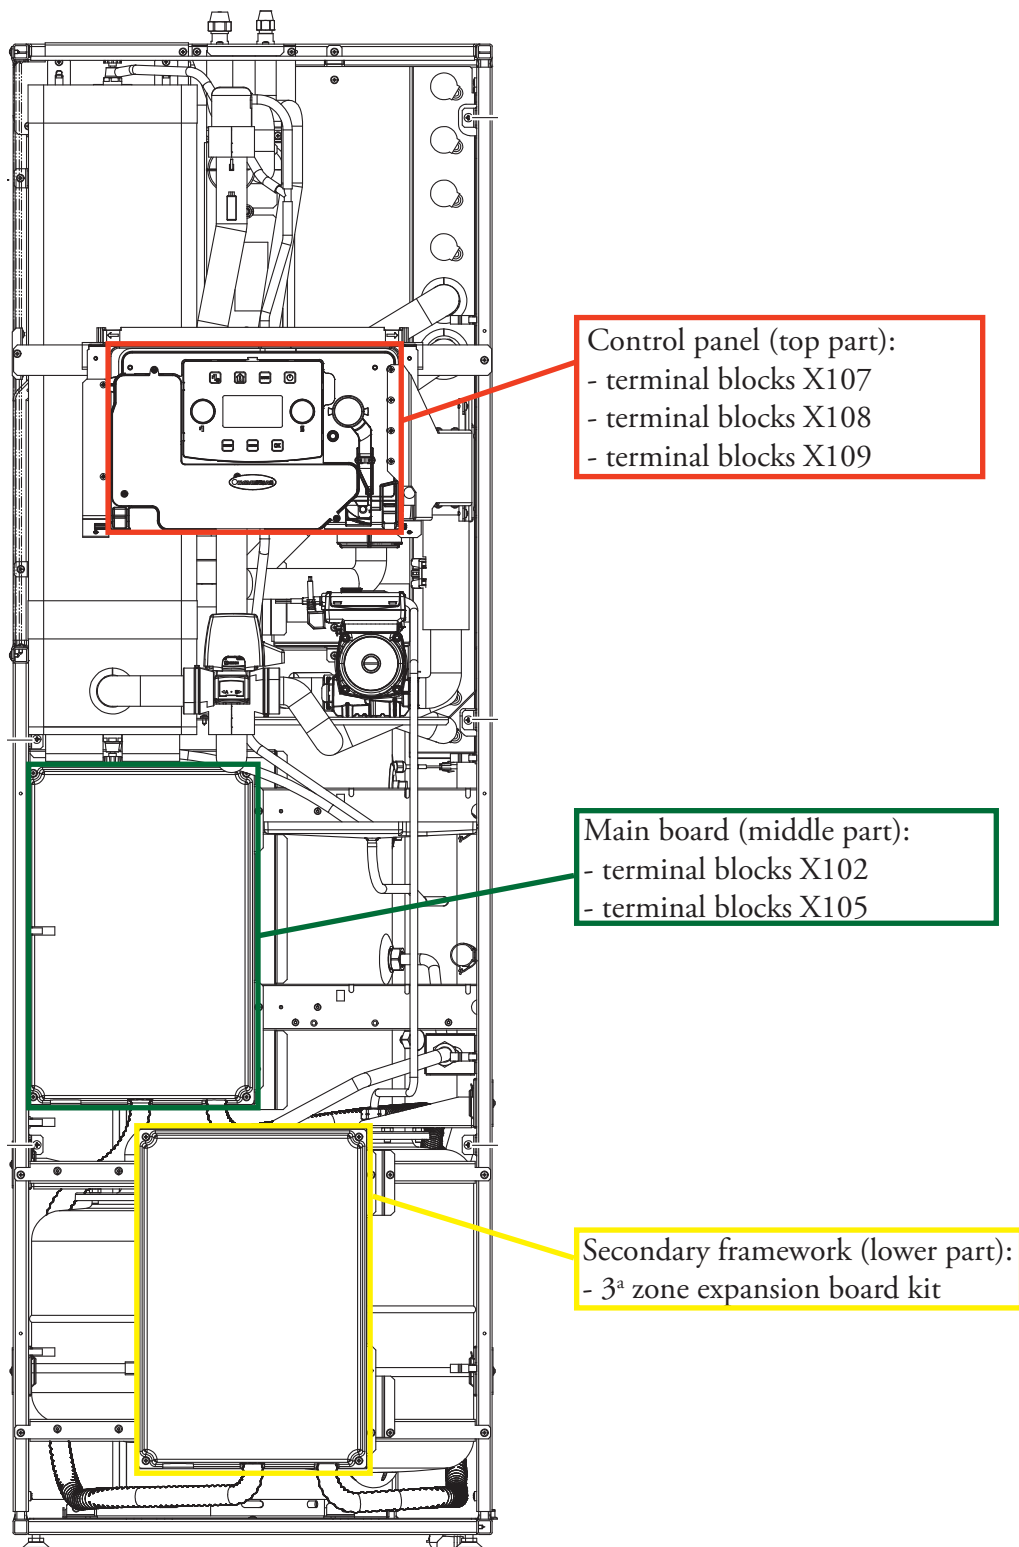 Control panel (top part):
- terminal blocks X107
- terminal blocks X108
- terminal blocks X109
Main board (middle part):
- terminal blocks X102
- terminal blocks X105
Secondary framework (lower part):
- 3ª zone expansion board kit